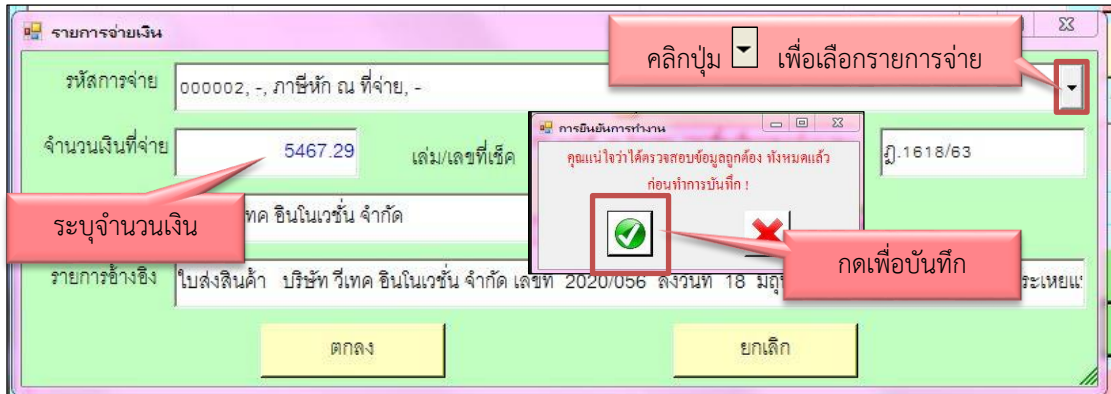 รายการจ่ายเงิน
คลิกปุ่ม เพื่อเลือกรายการจ่าย
รหัสการจ่าย 000002, -, ภาษีหัก ณ ที่จ่าย, -
การยืนยันการทำงาน
คุณแน่ใจว่าได้ตรวจสอบข้อมูลถูกต้อง ทั้งหมดแล้ว
ก่อนทำการบันทึก !
จำนวนเงินที่จ่าย 5467.29 เล่ม/เลขที่เช็ค ฎ.1618/63
ระบุจำนวนเงิน
ทค อินโนเวชั่น จำกัด
กดเพื่อบันทึก
รายการอ้างอิง ใบส่งสินค้า บริษัท วีเทค อินโนเวชั่น จำกัด เลขที่ 2020/056 ลงวันที่ 18
ตกลง ยกเลิก